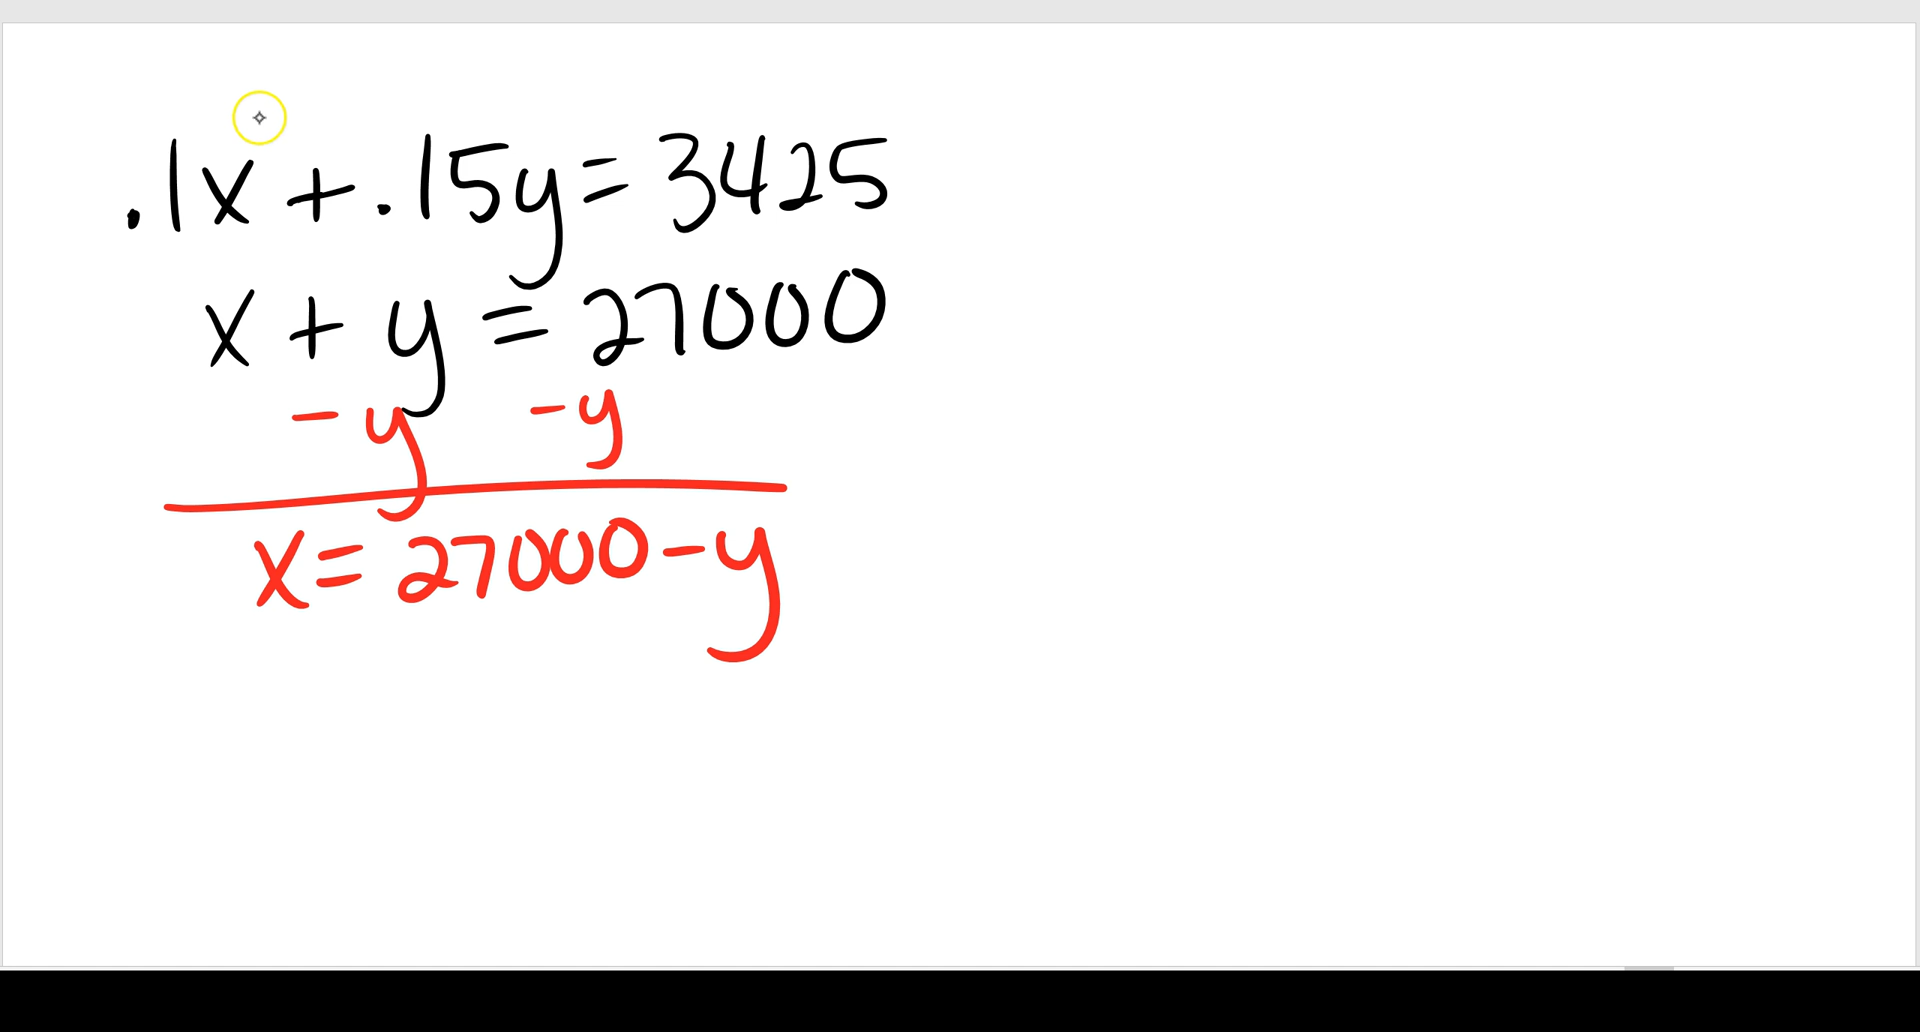 .1x + .15y = 3425
x + y = 27000
- y - y
x = 27000 - y